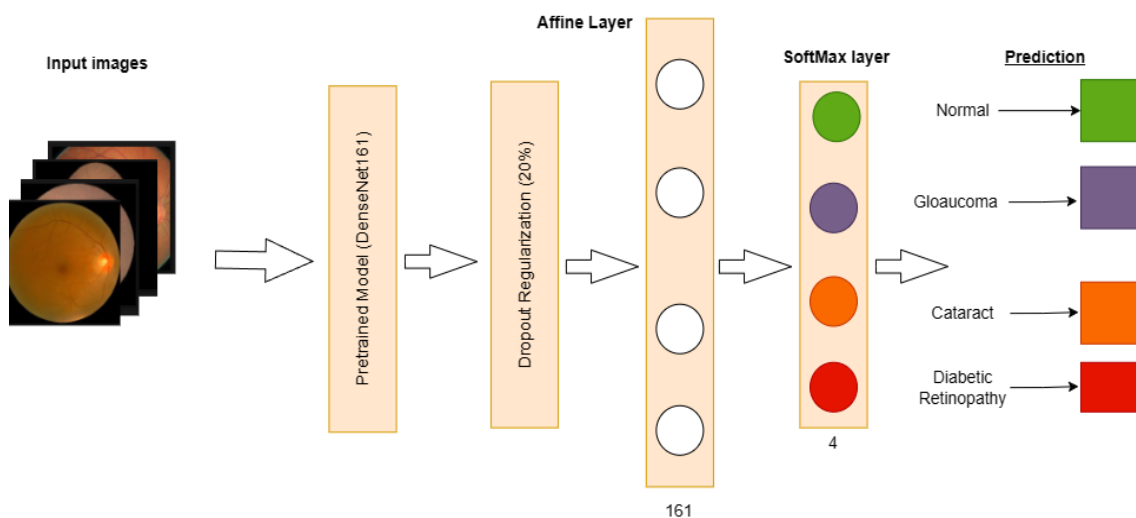 Input images
Pretrained Model (DenseNet161)
Dropout Regularization (20%)
Affine Layer
161
SoftMax layer
4
Prediction
Normal
Gloaucoma
Cataract
Diabetic
Retinopathy